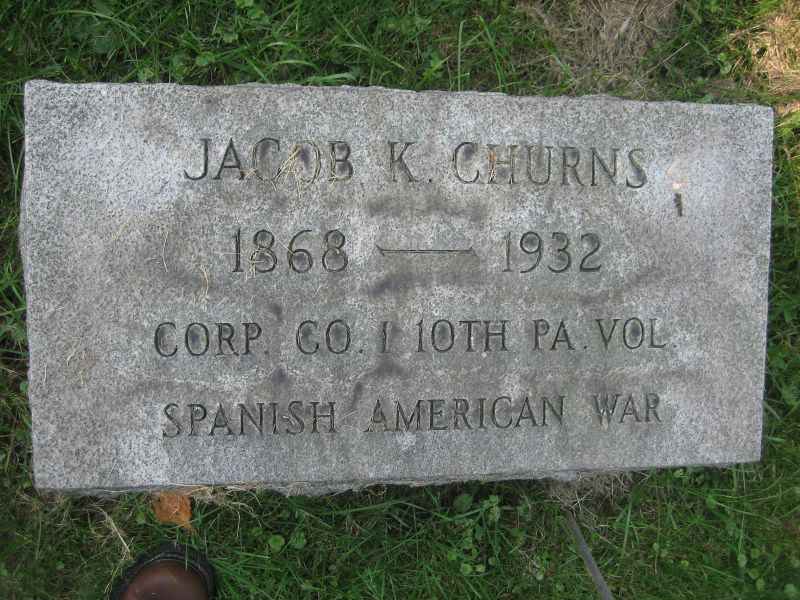 JACOB K. CHURNS
1868 — 1932
CORP. CO. I 10TH PA. VOL.
SPANISH AMERICAN WAR